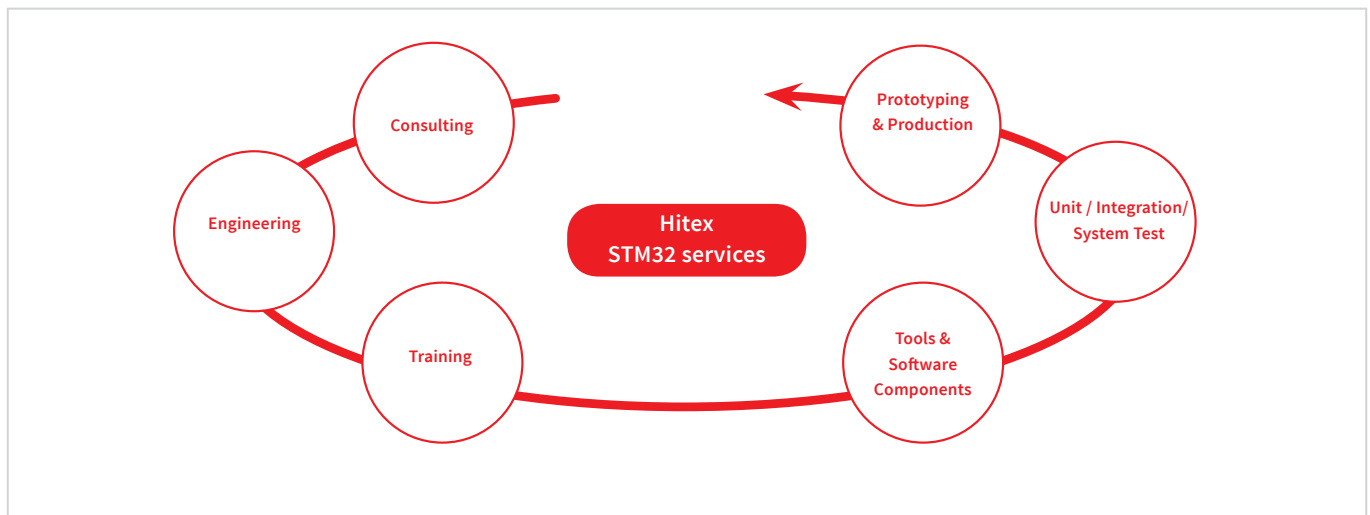 Consulting
Engineering
Training
Hitex
STM32 services
Prototyping
& Production
Unit / Integration/
System Test
Tools &
Software
Components